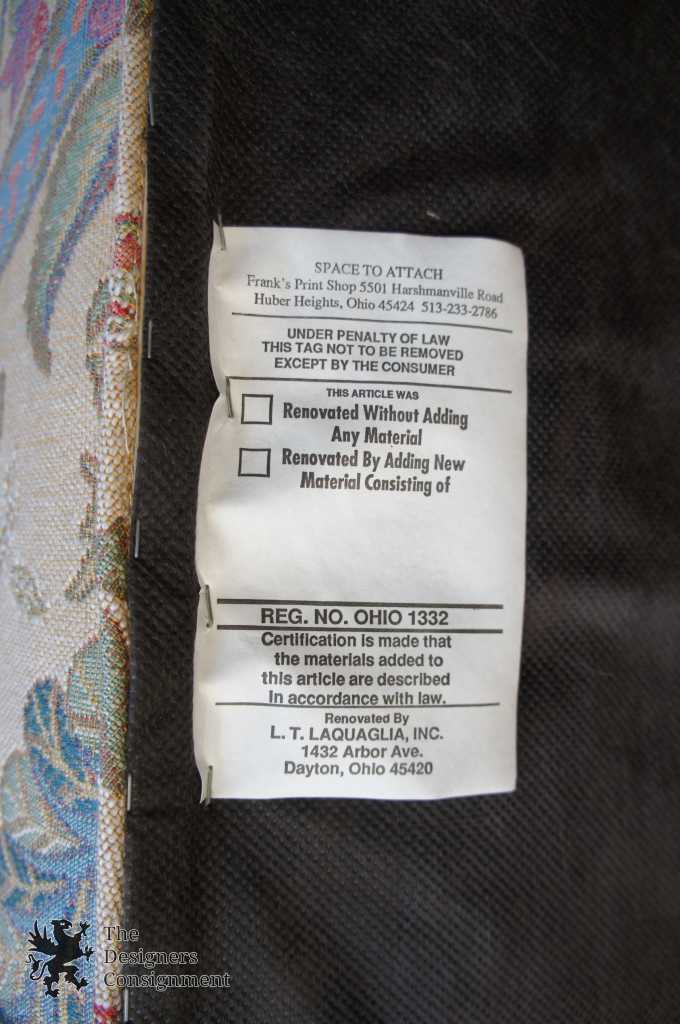 SPACE TO ATTACH
Frank's Print Shop 5501 Harshmanville Road
Huber Heights, Ohio 45424 513-233-2786
UNDER PENALTY OF LAW
THIS TAG NOT TO BE REMOVED
EXCEPT BY THE CONSUMER
THIS ARTICLE WAS
Renovated Without Adding
Any Material
Renovated By Adding New
Material Consisting of
REG. NO. OHIO 1332
Certification is made that
the materials added to
this article are described
In accordance with law.
Renovated By
L. T. LAQUAGLIA, INC.
1432 Arbor Ave.
Dayton, Ohio 45420
The
Designers
Consignment